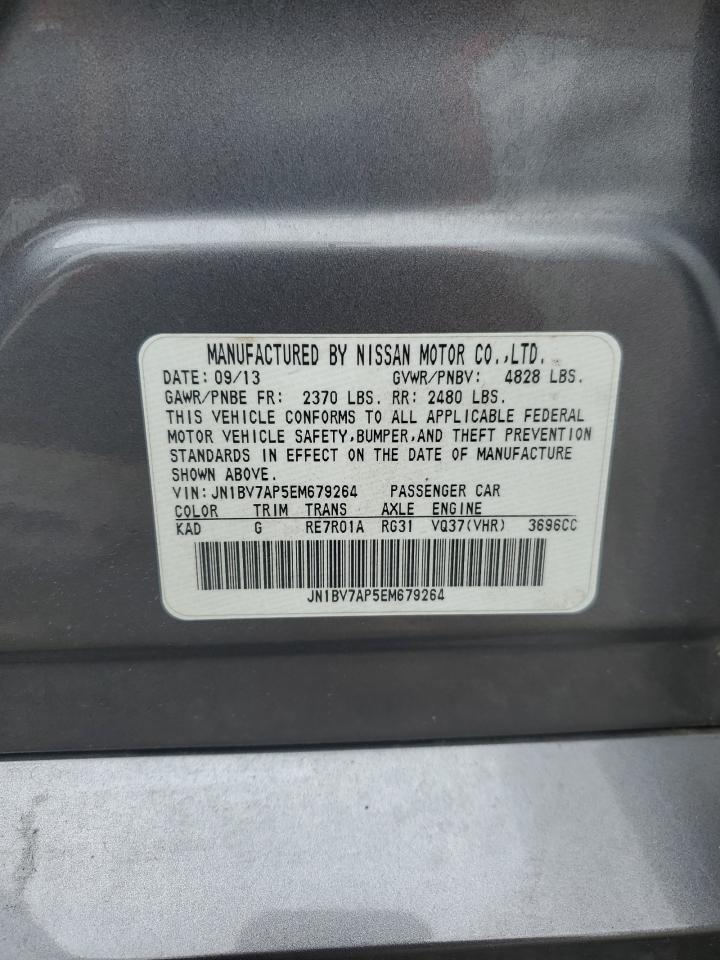 MANUFACTURED BY NISSAN MOTOR CO.,LTD.
DATE: 09/13 GVWR/PNBV: 4828 LBS.
GAWR/PNBE FR: 2370 LBS. RR: 2480 LBS.
THIS VEHICLE CONFORMS TO ALL APPLICABLE FEDERAL
MOTOR VEHICLE SAFETY,BUMPER,AND THEFT PREVENTION
STANDARDS IN EFFECT ON THE DATE OF MANUFACTURE
SHOWN ABOVE.
VIN: JN1BV7AP5EM679264 PASSENGER CAR
COLOR TRIM TRANS AXLE ENGINE
KAD G RE7R01A RG31 VQ37(VHR) 3696CC
JN1BV7AP5EM679264